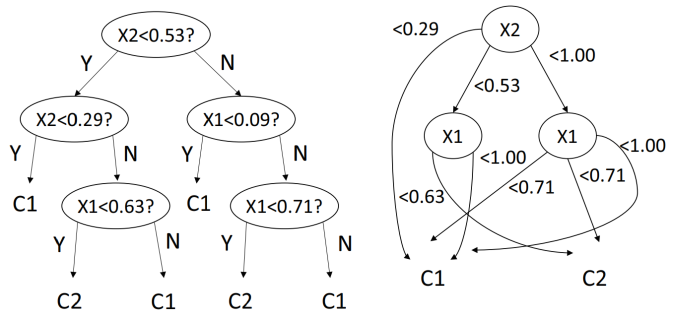 X2<0.53?
Y
N
X2<0.29?
X1<0.09?
Y
N
Y
N
C1
X1<0.63?
C1
X1<0.71?
Y
N
Y
N
C2
C1
C2
C1
X2
<0.29
<1.00
<0.53
X1
X1
<1.00
<1.00
<0.63
<0.71
<0.71
C1
C2